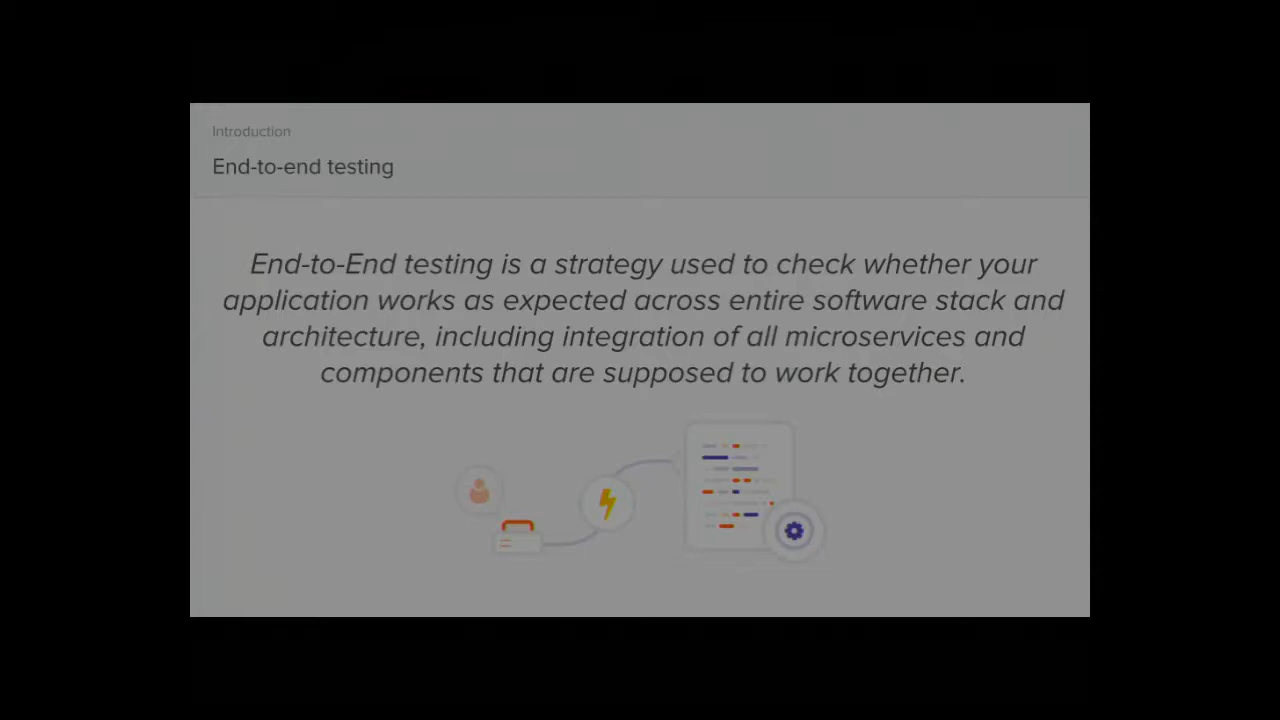 Introduction
End-to-end testing
End-to-End testing is a strategy used to check whether your
application works as expected across entire software stack and
architecture, including integration of all microservices and
components that are supposed to work together.